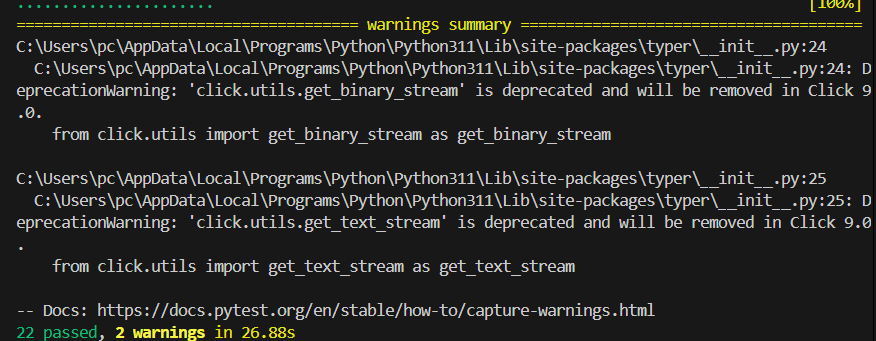 ...................... [100%]
====================================== warnings summary ======================================
C:\Users\pc\AppData\Local\Programs\Python\Python311\Lib\site-packages\typer\__init__.py:24
  C:\Users\pc\AppData\Local\Programs\Python\Python311\Lib\site-packages\typer\__init__.py:24: D
eprecationWarning: 'click.utils.get_binary_stream' is deprecated and will be removed in Click 9
.0.
    from click.utils import get_binary_stream as get_binary_stream

C:\Users\pc\AppData\Local\Programs\Python\Python311\Lib\site-packages\typer\__init__.py:25
  C:\Users\pc\AppData\Local\Programs\Python\Python311\Lib\site-packages\typer\__init__.py:25: D
eprecationWarning: 'click.utils.get_text_stream' is deprecated and will be removed in Click 9.0
.
    from click.utils import get_text_stream as get_text_stream

-- Docs: https://docs.pytest.org/en/stable/how-to/capture-warnings.html
22 passed, 2 warnings in 26.88s